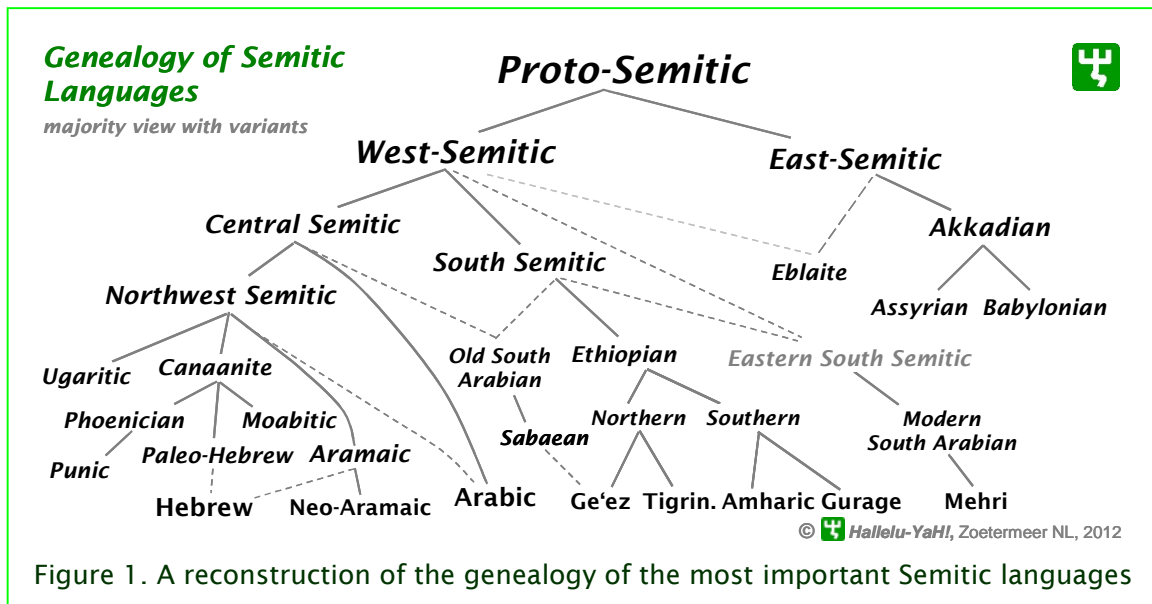 Genealogy of Semitic
Languages
majority view with variants
Proto-Semitic
West-Semitic
East-Semitic
Central Semitic
Akkadian
South Semitic
Eblaite
Northwest Semitic
Assyrian
Babylonian
Old South
Arabian
Ethiopian
Eastern South Semitic
Ugaritic
Canaanite
Phoenician
Moabitic
Northern
Southern
Modern
South Arabian
Sabaean
Punic
Paleo-Hebrew
Aramaic
Hebrew
Neo-Aramaic
Arabic
Ge‘ez
Tigrin.
Amharic
Gurage
Mehri
© Hallelu-YaH!, Zoetermeer NL, 2012
Figure 1. A reconstruction of the genealogy of the most important Semitic languages